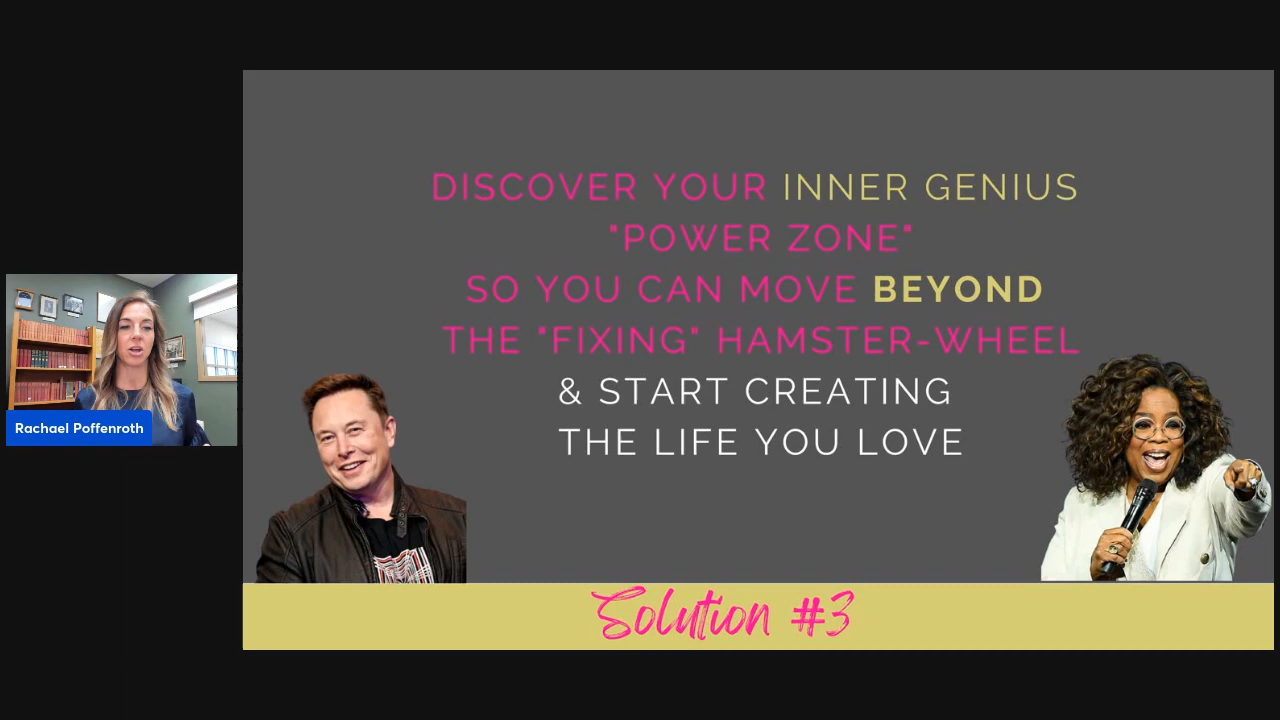 DISCOVER YOUR INNER GENIUS
"POWER ZONE"
SO YOU CAN MOVE BEYOND
THE "FIXING" HAMSTER-WHEEL
& START CREATING
THE LIFE YOU LOVE
Rachael Poffenroth
Solution #3